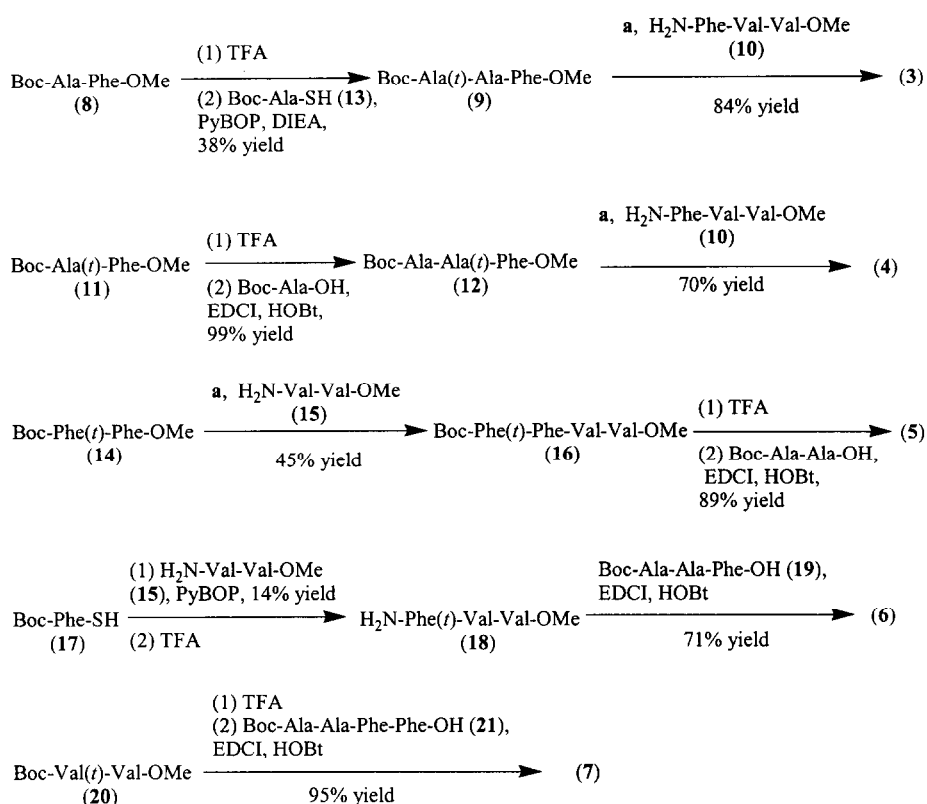 (1) TFA
Boc-Ala-Phe-OMe
(8)
(2) Boc-Ala-SH (13),
PyBOP, DIEA,
38% yield
Boc-Ala(t)-Ala-Phe-OMe
(9)
a, H2N-Phe-Val-Val-OMe
(10)
84% yield
(3)
Boc-Ala(t)-Phe-OMe
(11)
(1) TFA
(2) Boc-Ala-OH,
EDCI, HOBt,
99% yield
Boc-Ala-Ala(t)-Phe-OMe
(12)
a, H2N-Phe-Val-Val-OMe
(10)
70% yield
(4)
Boc-Phe(t)-Phe-OMe
(14)
a, H2N-Val-Val-OMe
(15)
45% yield
Boc-Phe(t)-Phe-Val-Val-OMe
(16)
(1) TFA
(2) Boc-Ala-Ala-OH,
EDCI, HOBt,
89% yield
(5)
Boc-Phe-SH
(17)
(1) H2N-Val-Val-OMe
(15), PyBOP, 14% yield
(2) TFA
H2N-Phe(t)-Val-Val-OMe
(18)
Boc-Ala-Ala-Phe-OH (19),
EDCI, HOBt
71% yield
(6)
Boc-Val(t)-Val-OMe
(20)
(1) TFA
(2) Boc-Ala-Ala-Phe-Phe-OH (21),
EDCI, HOBt
95% yield
(7)